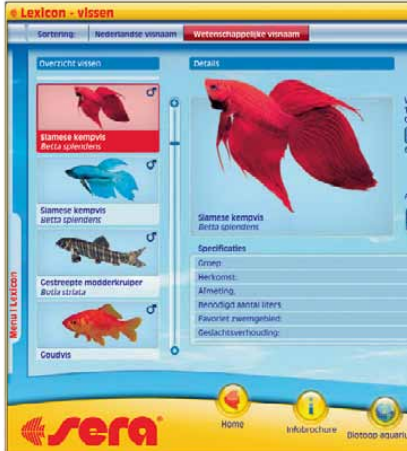 Lexicon - vissen
Sortering: Nederlandse visnaam Wetenschappelijke visnaam
Overzicht vissen
Siamese kempvis
Betta splendens
Siamese kempvis
Betta splendens
Gestreepte modderkruiper
Botia striata
Goudvis
Menu | Lexicon
Details
Siamese kempvis
Betta splendens
Specificaties
Groep:
Herkomst:
Afmeting:
Benodigd aantal liters:
Favoriet zwemgebied:
Geslachtsverhouding:
sera
Home
Infobrochure
Biotoop aquariu